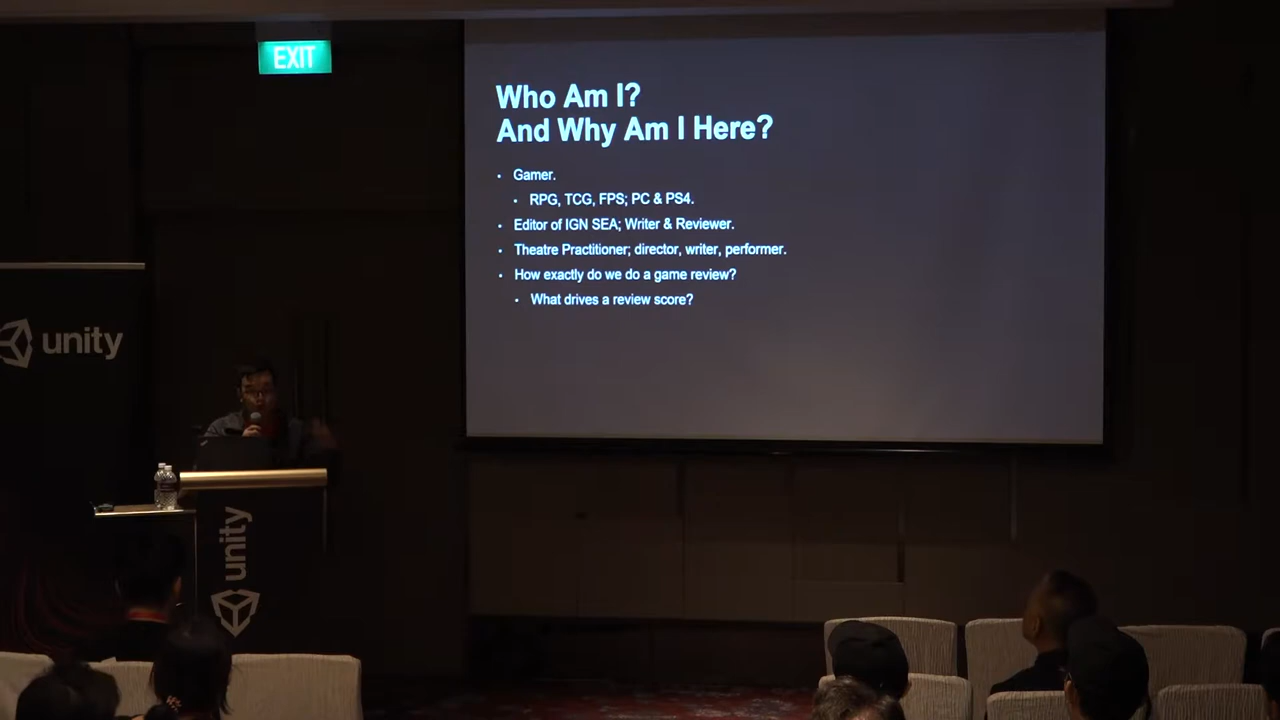 EXIT
Who Am I?
And Why Am I Here?
• Gamer.
• RPG, TCG, FPS; PC & PS4.
• Editor of IGN SEA; Writer & Reviewer.
• Theatre Practitioner; director, writer, performer.
• How exactly do we do a game review?
• What drives a review score?
unity
unity